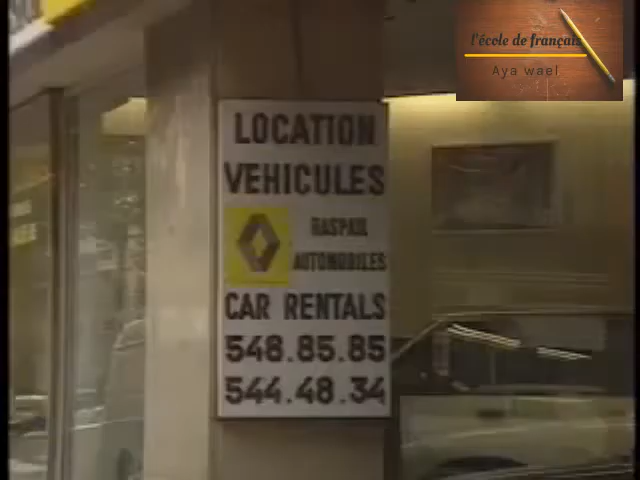 l'école de français
Aya wael
LOCATION
VEHICULES
RASPAIL
AUTOMOBILES
CAR RENTALS
548.85.85
544.48.34